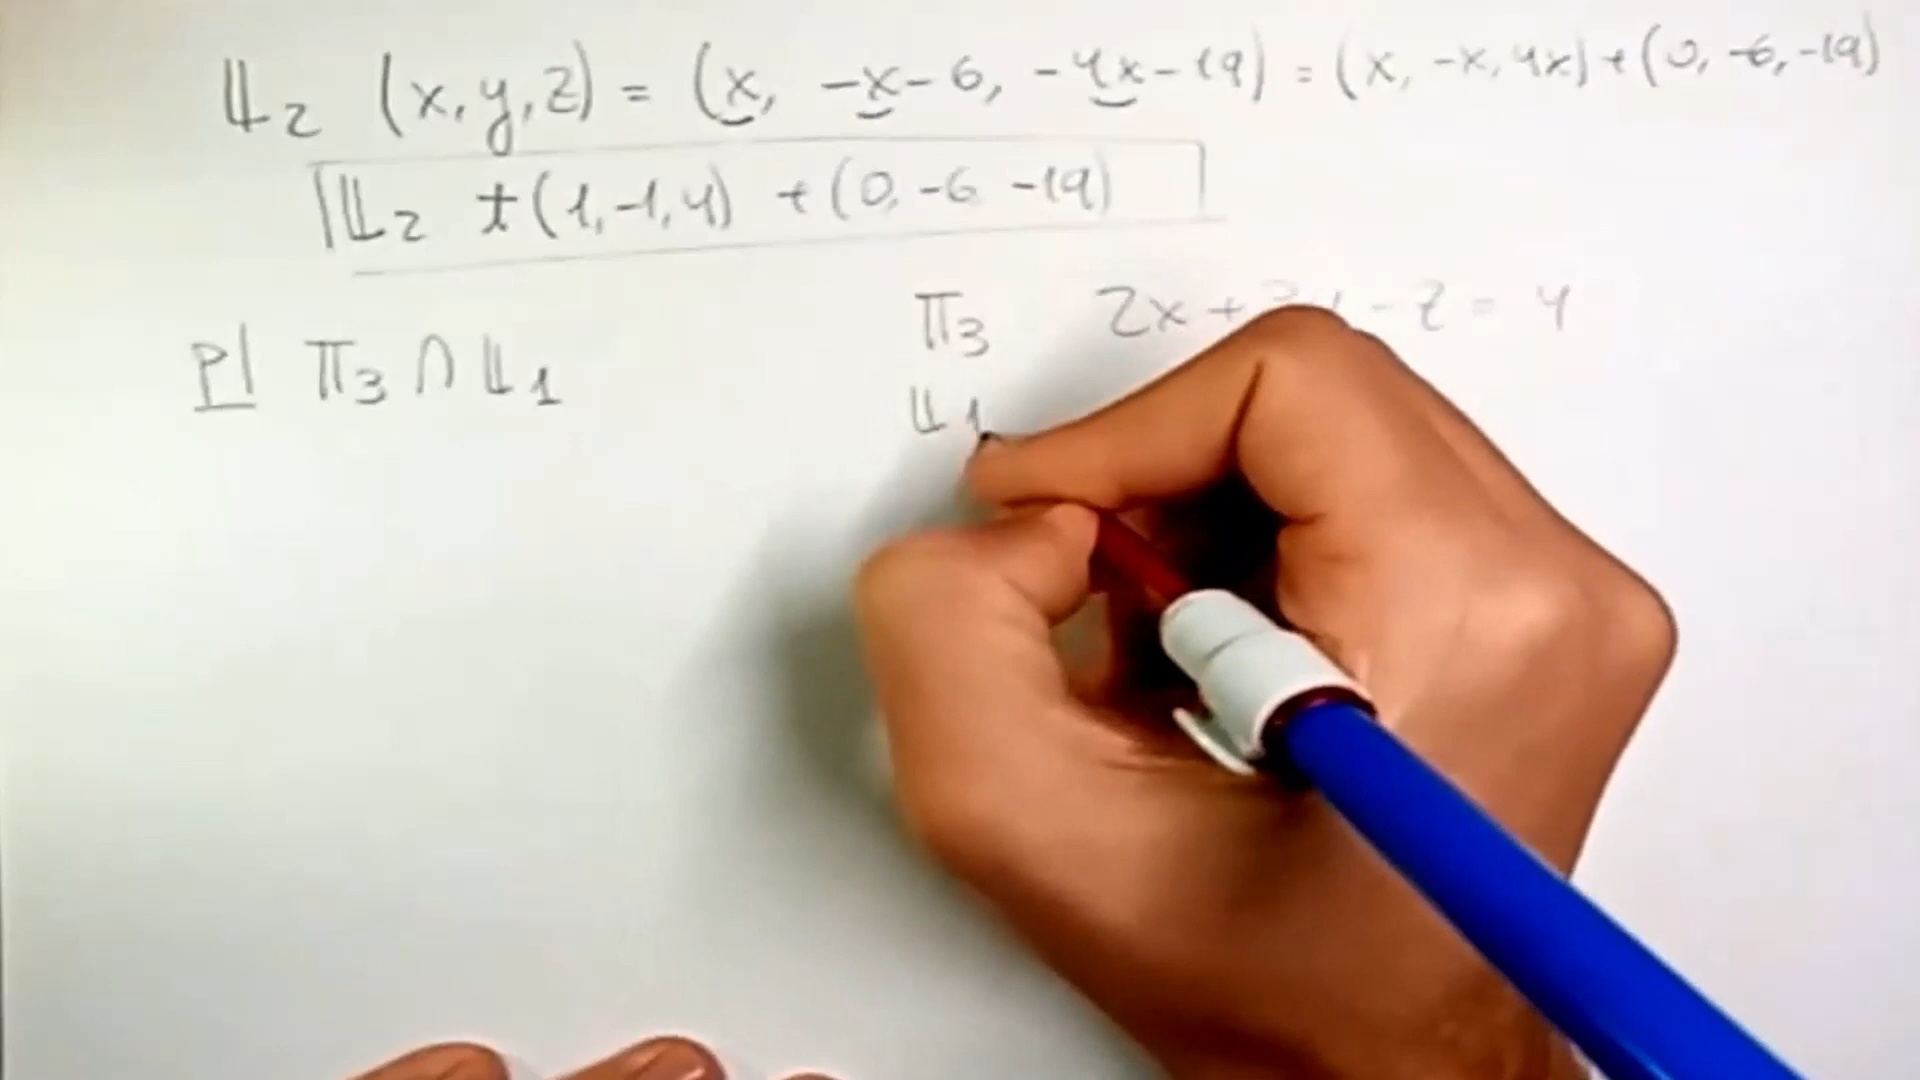 𝕃₂ (x, y, z) = (x, -x-6, -4x-19) = (x, -x, 4x) + (0, -6, -19)
𝕃₂ t(1, -1, 4) + (0, -6 -19)
P| π₃ ∩ 𝕃₁
π₃ 2x + - z = 4
𝕃₁